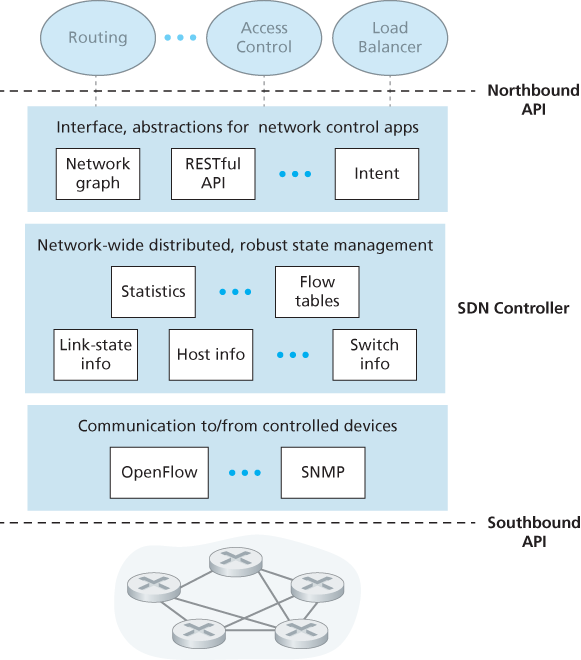 Routing
Access
Control
Load
Balancer
Northbound
API
Interface, abstractions for network control apps
Network
graph
RESTful
API
Intent
Network-wide distributed, robust state management
Statistics
Flow
tables
SDN Controller
Link-state
info
Host info
Switch
info
Communication to/from controlled devices
OpenFlow
SNMP
Southbound
API